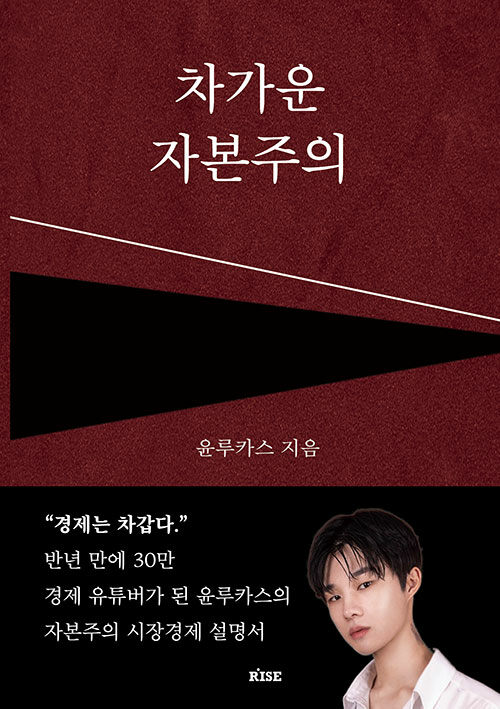 차가운
자본주의
윤루카스 지음
“경제는 차갑다.”
반년 만에 30만
경제 유튜버가 된 윤루카스의
자본주의 시장경제 설명서
RISE